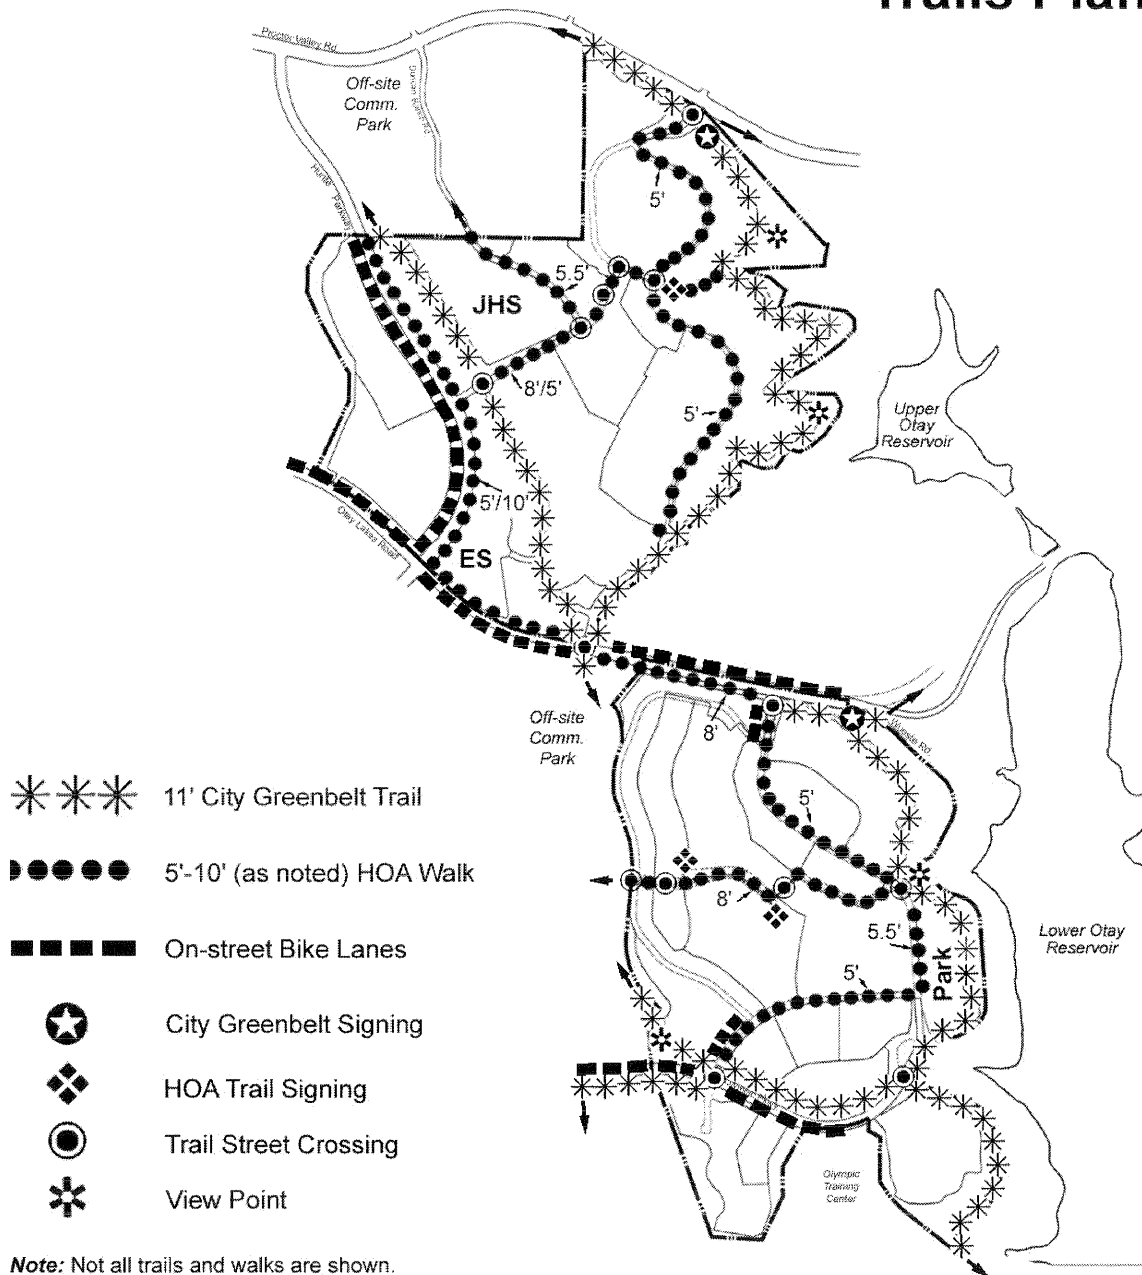 Trails Plan
Proctor Valley Rd
Off-site
Comm.
Park
Hunte Parkway
5'
5.5'
JHS
8'/5'
5'
Upper
Otay
Reservoir
5'/10'
Otay Lakes Road
ES
Off-site
Comm.
Park
8'
11' City Greenbelt Trail
5'
5'-10' (as noted) HOA Walk
8'
5.5'
Lower Otay
Reservoir
On-street Bike Lanes
Park
5'
City Greenbelt Signing
HOA Trail Signing
Trail Street Crossing
Olympic
Training
Center
View Point
Note: Not all trails and walks are shown.